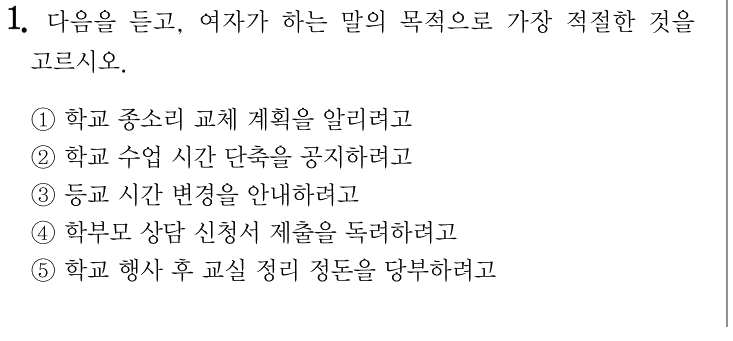 1. 다음을 듣고, 여자가 하는 말의 목적으로 가장 적절한 것을
고르시오.
① 학교 종소리 교체 계획을 알리려고
② 학교 수업 시간 단축을 공지하려고
③ 등교 시간 변경을 안내하려고
④ 학부모 상담 신청서 제출을 독려하려고
⑤ 학교 행사 후 교실 정리 정돈을 당부하려고